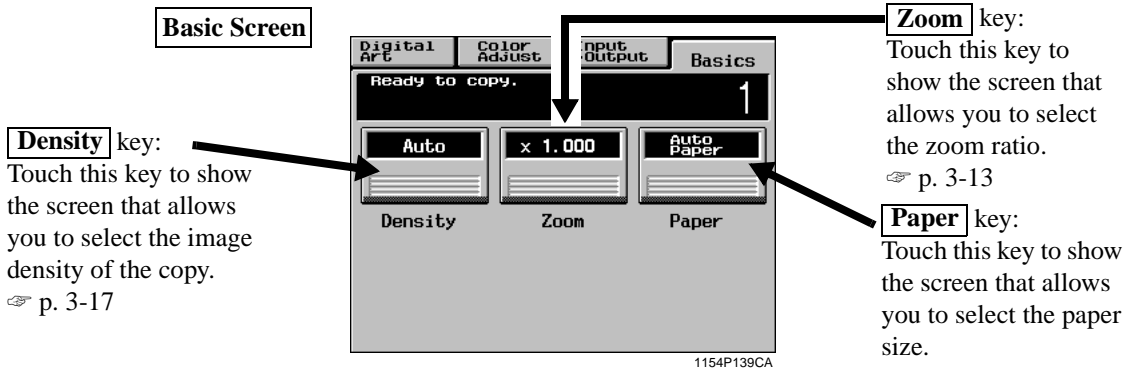 Basic Screen
Density key:
Touch this key to show
the screen that allows
you to select the image
density of the copy.
☞ p. 3-17
Digital Art
Color Adjust
Output
Basics
Ready to copy.
1
Auto
x 1.000
Auto Paper
Density
Zoom
Paper
1154P139CA
Zoom key:
Touch this key to
show the screen that
allows you to select
the zoom ratio.
☞ p. 3-13
Paper key:
Touch this key to show
the screen that allows
you to select the paper
size.